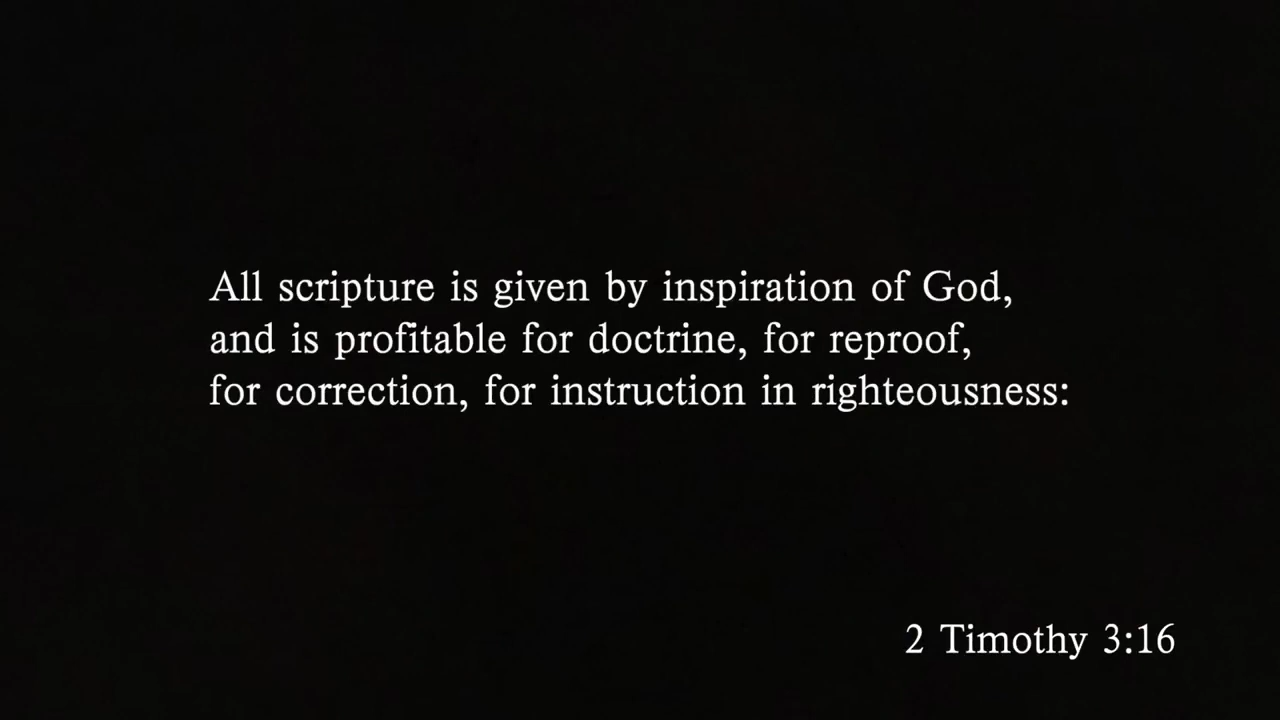 All scripture is given by inspiration of God,
and is profitable for doctrine, for reproof,
for correction, for instruction in righteousness:
2 Timothy 3:16